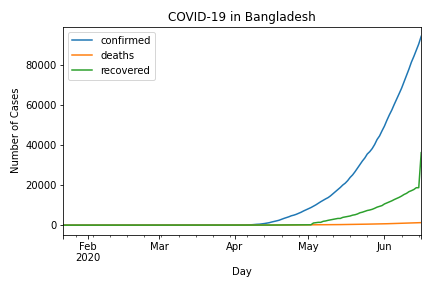 COVID-19 in Bangladesh
confirmed
deaths
recovered
Number of Cases
80000
60000
40000
20000
0
Feb
2020
Mar
Apr
May
Jun
Day